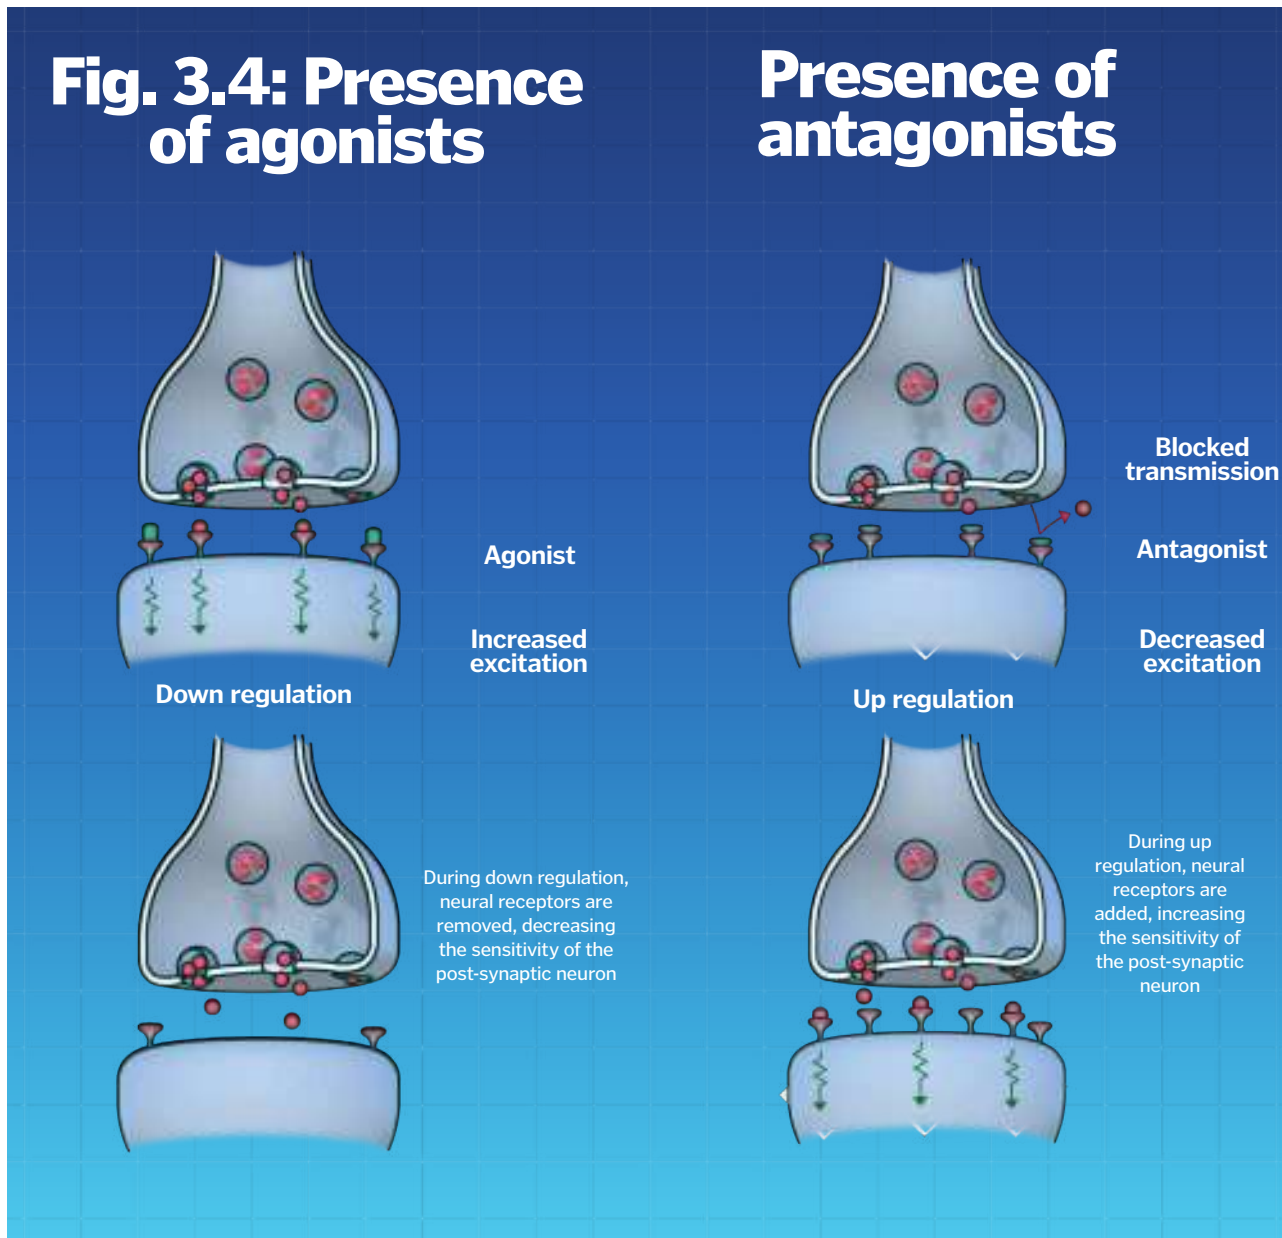 Fig. 3.4: Presence
of agonists
Agonist
Increased
excitation
Down regulation
During down regulation,
neural receptors are
removed, decreasing
the sensitivity of the
post-synaptic neuron
Presence of
antagonists
Blocked
transmission
Antagonist
Decreased
excitation
Up regulation
During up
regulation, neural
receptors are
added, increasing
the sensitivity of
the post-synaptic
neuron